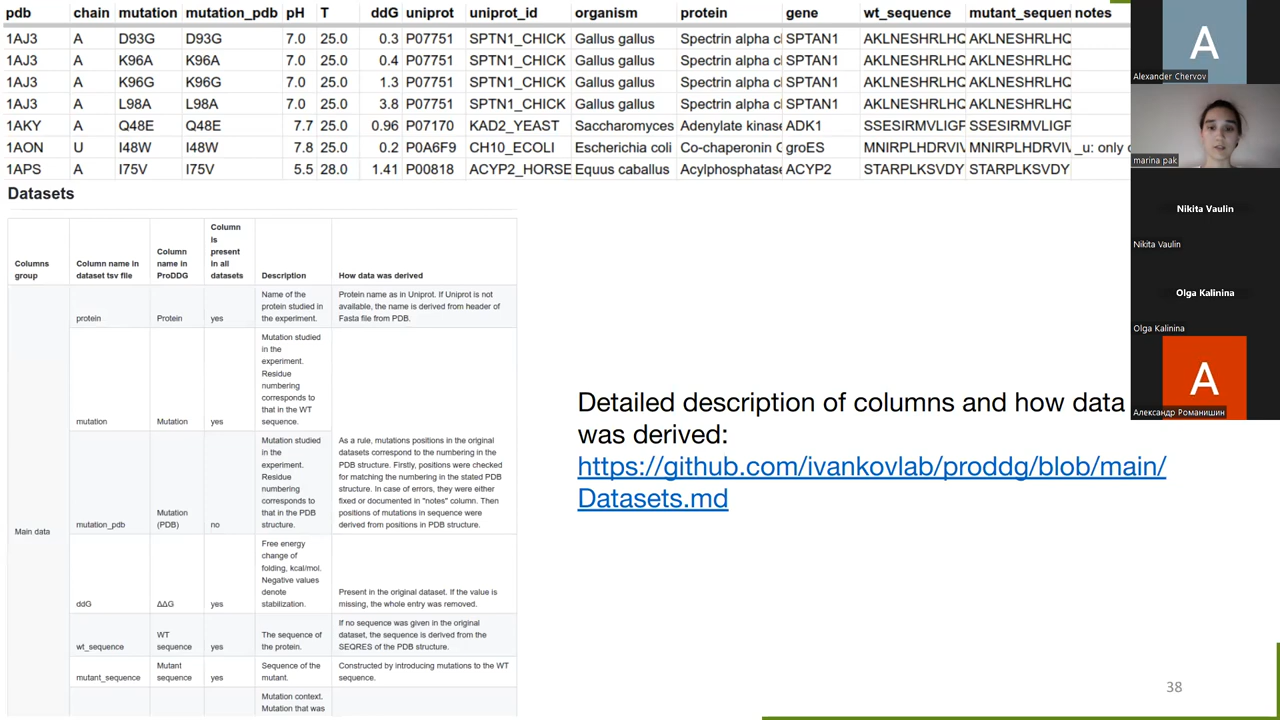 pdb chain mutation mutation_pdb pH T ddG uniprot uniprot_id organism protein gene wt_sequence mutant_sequen notes
1AJ3 A D93G D93G 7.0 25.0 0.3 P07751 SPTN1_CHICK Gallus gallus Spectrin alpha c SPTAN1 AKLNESHRLHQ AKLNESHRLHQ
1AJ3 A K96A K96A 7.0 25.0 0.4 P07751 SPTN1_CHICK Gallus gallus Spectrin alpha c SPTAN1 AKLNESHRLHQ AKLNESHRLHQ
1AJ3 A K96G K96G 7.0 25.0 1.3 P07751 SPTN1_CHICK Gallus gallus Spectrin alpha c SPTAN1 AKLNESHRLHQ AKLNESHRLHQ
1AJ3 A L98A L98A 7.0 25.0 3.8 P07751 SPTN1_CHICK Gallus gallus Spectrin alpha c SPTAN1 AKLNESHRLHQ AKLNESHRLHQ
1AKY A Q48E Q48E 7.7 25.0 0.96 P07170 KAD2_YEAST Saccharomyces Adenylate kinase ADK1 SSESIRMVLIGP SSESIRMVLIGP
1AON U I48W I48W 7.8 25.0 0.2 P0A6F9 CH10_ECOLI Escherichia coli Co-chaperonin G groES MNIRPLHDRVIV MNIRPLHDRVIV _u: only
1APS A I75V I75V 5.5 28.0 1.41 P00818 ACYP2_HORSE Equus caballus Acylphosphatase ACYP2 STARPLKSVDY STARPLKSVDY
Datasets
Column
is
Column present
Columns Column name in name in in all
group dataset tsv file ProDDG datasets Description How data was derived
Name of the Protein name as in Uniprot. If Uniprot is not
protein studied in available, the name is derived from header of
protein Protein yes the experiment. Fasta file from PDB.
Mutation studied
in the
experiment.
Residue
numbering
corresponds to
that in the WT
mutation Mutation yes sequence.
Mutation studied As a rule, mutations positions in the original
in the datasets correspond to the numbering in the
experiment. PDB structure. Firstly, positions were checked
Residue for matching the numbering in the stated PDB
numbering structure. In case of errors, they were either
corresponds to fixed or documented in "notes" column. Then
Mutation that in the PDB positions of mutations in sequence were
Main data mutation_pdb (PDB) no structure. derived from positions in PDB structure.
Free energy
change of
folding, kcal/mol.
Negative values
denote Present in the original dataset. If the value is
ddG ΔΔG yes stabilization. missing, the whole entry was removed.
If no sequence was given in the original
WT The sequence of dataset, the sequence is derived from the
wt_sequence sequence yes the protein. SEQRES of the PDB structure.
Mutant Sequence of the Constructed by introducing mutations to the WT
mutant_sequence sequence yes mutant. sequence.
Mutation context.
Mutation that was
Detailed description of columns and how data
was derived:
https://github.com/ivankovlab/proddg/blob/main/
Datasets.md
38
A
Alexander Chervov
marina pak
Nikita Vaulin
Nikita Vaulin
Olga Kalinina
Olga Kalinina
A
Александр Романишин